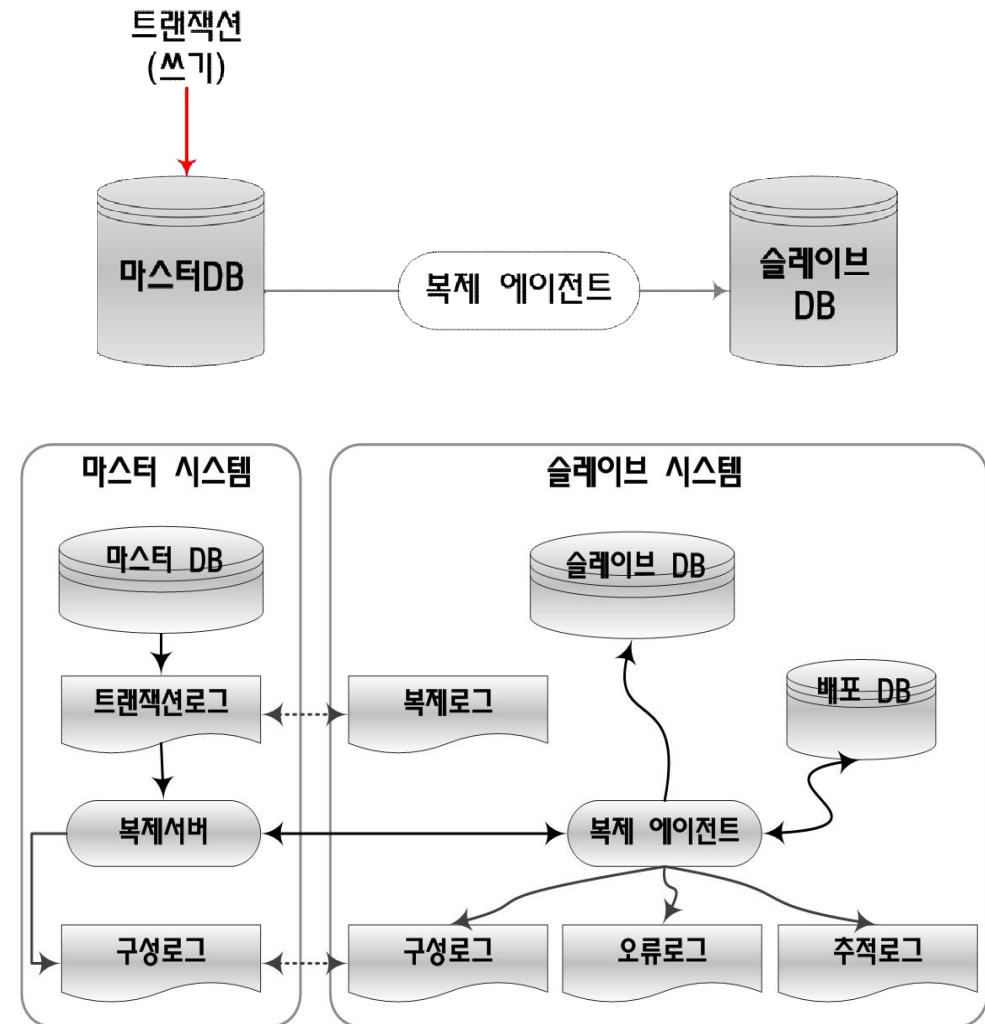 트랜잭션
(쓰기)
마스터DB
복제 에이전트
슬레이브
DB
마스터 시스템
슬레이브 시스템
마스터 DB
슬레이브 DB
트랜잭션로그
복제로그
배포 DB
복제서버
복제 에이전트
구성로그
구성로그
오류로그
추적로그